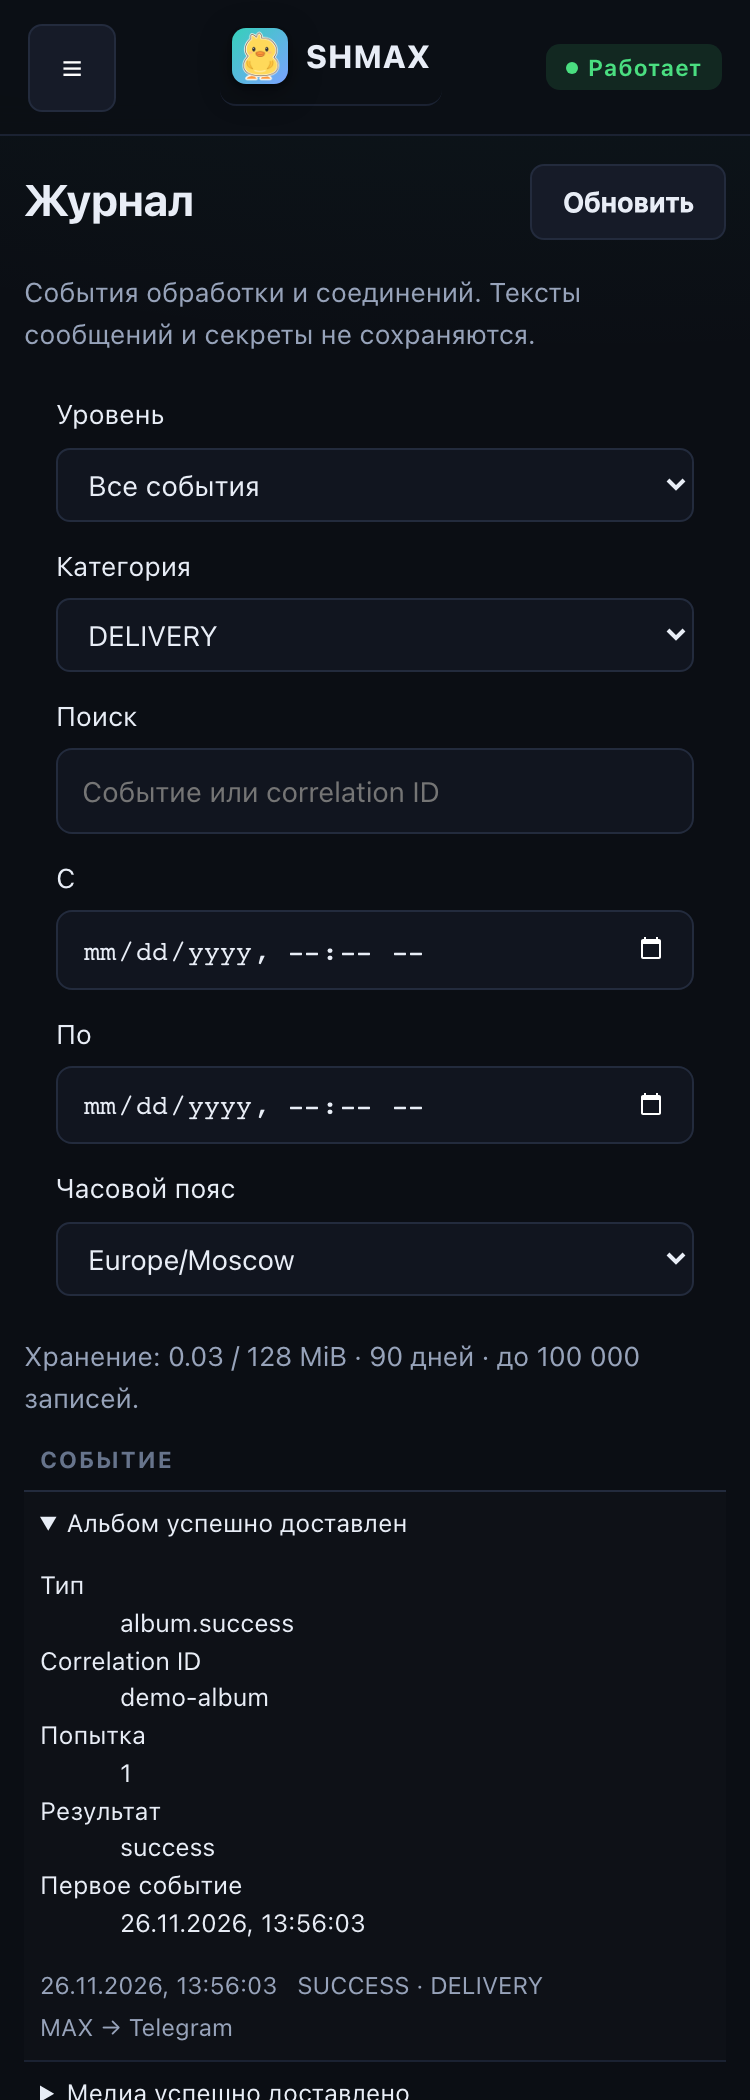 ≡
SHMAX
Работает
Журнал
Обновить
События обработки и соединений. Тексты
сообщений и секреты не сохраняются.
Уровень
Все события
Категория
DELIVERY
Поиск
Событие или correlation ID
С
mm/dd/yyyy, --:-- --
По
mm/dd/yyyy, --:-- --
Часовой пояс
Europe/Moscow
Хранение: 0.03 / 128 MiB · 90 дней · до 100 000
записей.
СОБЫТИЕ
▼ Альбом успешно доставлен
Тип
album.success
Correlation ID
demo-album
Попытка
1
Результат
success
Первое событие
26.11.2026, 13:56:03
26.11.2026, 13:56:03 SUCCESS · DELIVERY
MAX → Telegram
▶ Медиа успешно доставлено